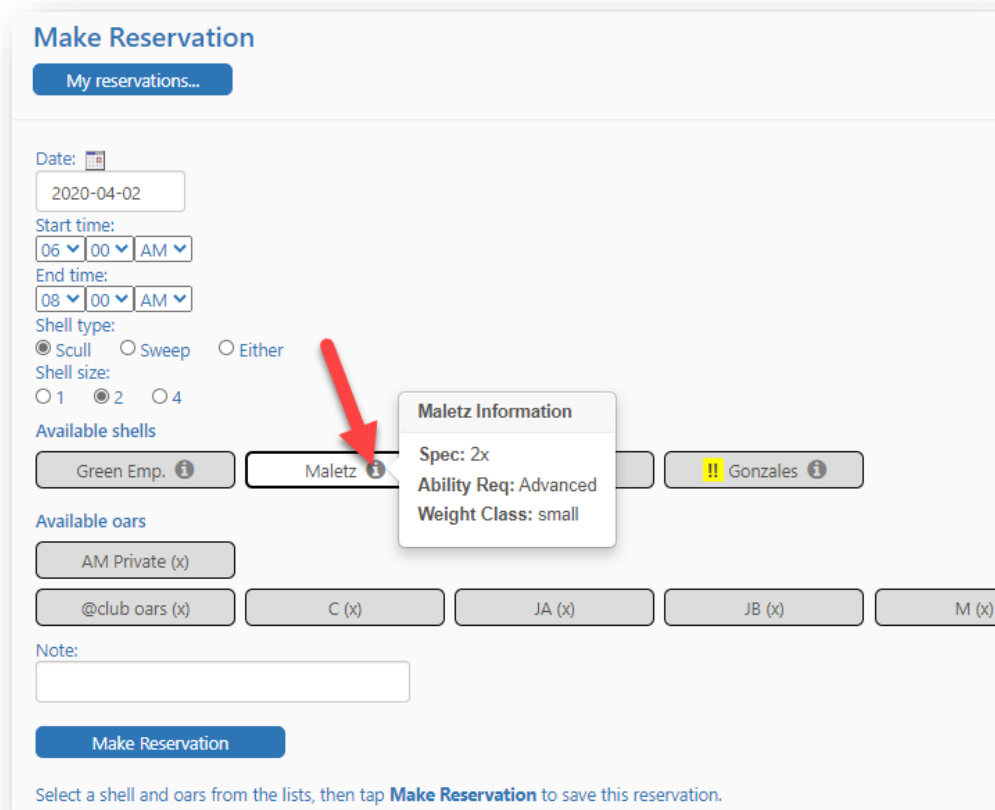 Make Reservation
My reservations...
Date:
2020-04-02
Start time:
06 00 AM
End time:
08 00 AM
Shell type:
Scull Sweep Either
Shell size:
1 2 4
Available shells
Green Emp. Maletz !! Gonzales
Maletz Information
Spec: 2x
Ability Req: Advanced
Weight Class: small
Available oars
AM Private (x)
@club oars (x) C (x) JA (x) JB (x) M (x)
Note:
Make Reservation
Select a shell and oars from the lists, then tap Make Reservation to save this reservation.